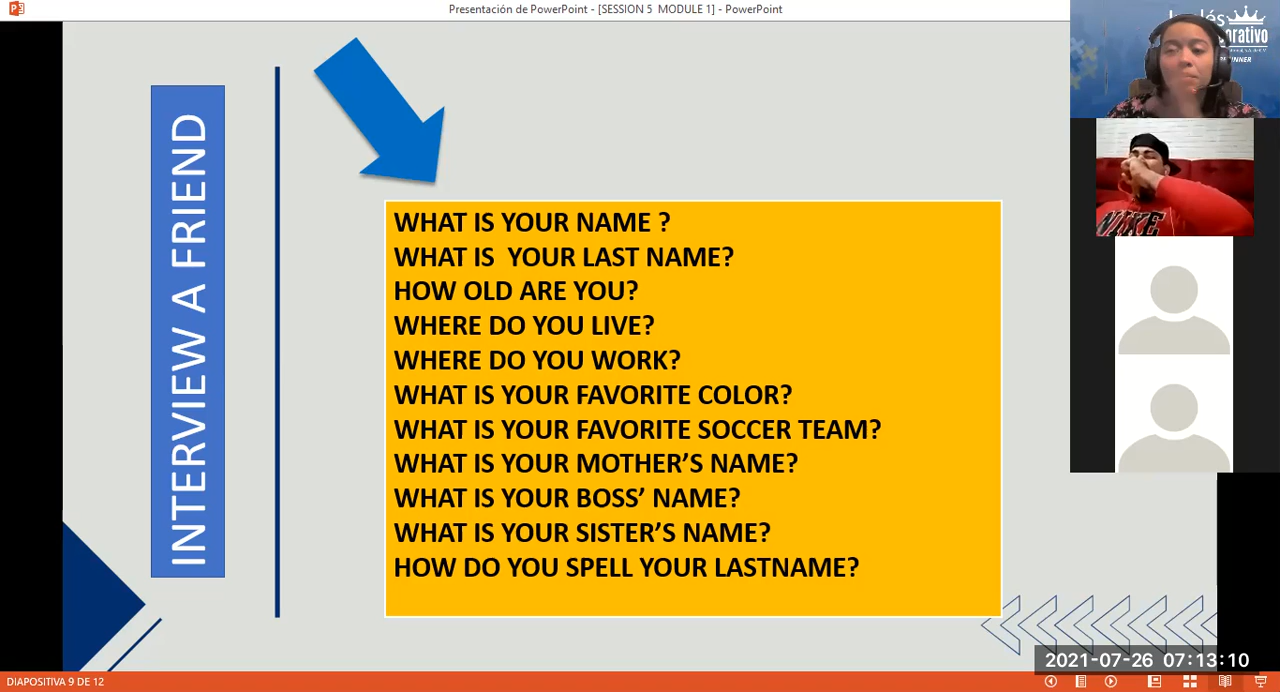 Presentación de PowerPoint - [SESSION 5 MODULE 1] - PowerPoint
INTERVIEW A FRIEND
WHAT IS YOUR NAME ?
WHAT IS YOUR LAST NAME?
HOW OLD ARE YOU?
WHERE DO YOU LIVE?
WHERE DO YOU WORK?
WHAT IS YOUR FAVORITE COLOR?
WHAT IS YOUR FAVORITE SOCCER TEAM?
WHAT IS YOUR MOTHER’S NAME?
WHAT IS YOUR BOSS’ NAME?
WHAT IS YOUR SISTER’S NAME?
HOW DO YOU SPELL YOUR LASTNAME?
NIKE
2021-07-26 07:13:10
DIAPOSITIVA 9 DE 12